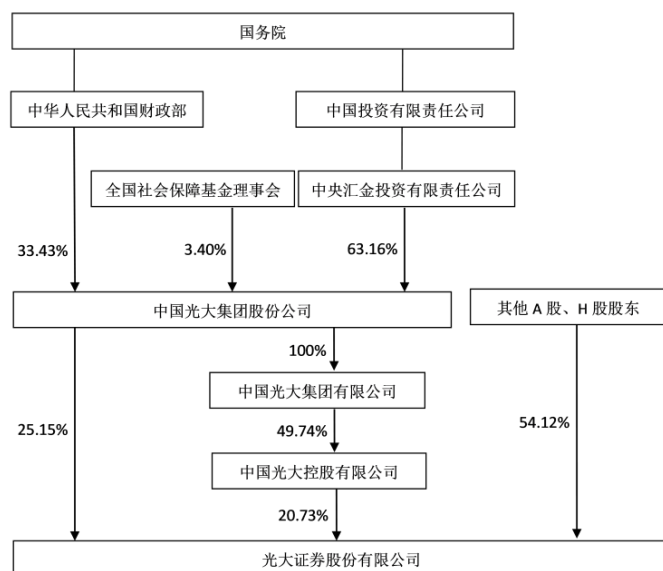 国务院
中华人民共和国财政部
中国投资有限责任公司
全国社会保障基金理事会
中央汇金投资有限责任公司
33.43%
3.40%
63.16%
中国光大集团股份公司
其他 A 股、H 股股东
100%
中国光大集团有限公司
25.15%
49.74%
54.12%
中国光大控股有限公司
20.73%
光大证券股份有限公司